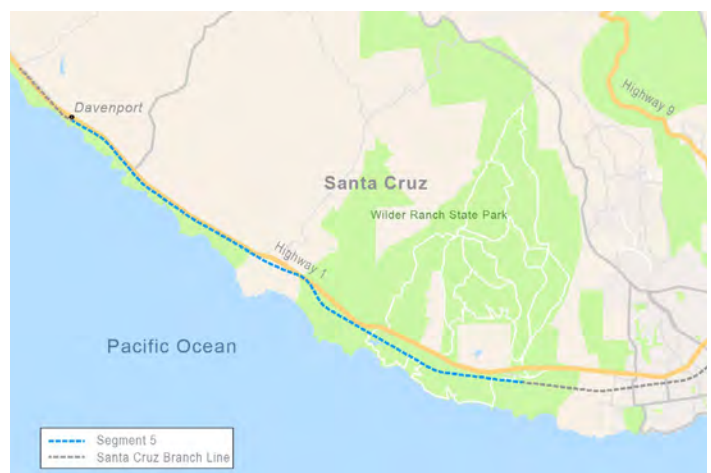 Davenport
Highway 9
Santa Cruz
Wilder Ranch State Park
Highway 1
Pacific Ocean
Segment 5
Santa Cruz Branch Line